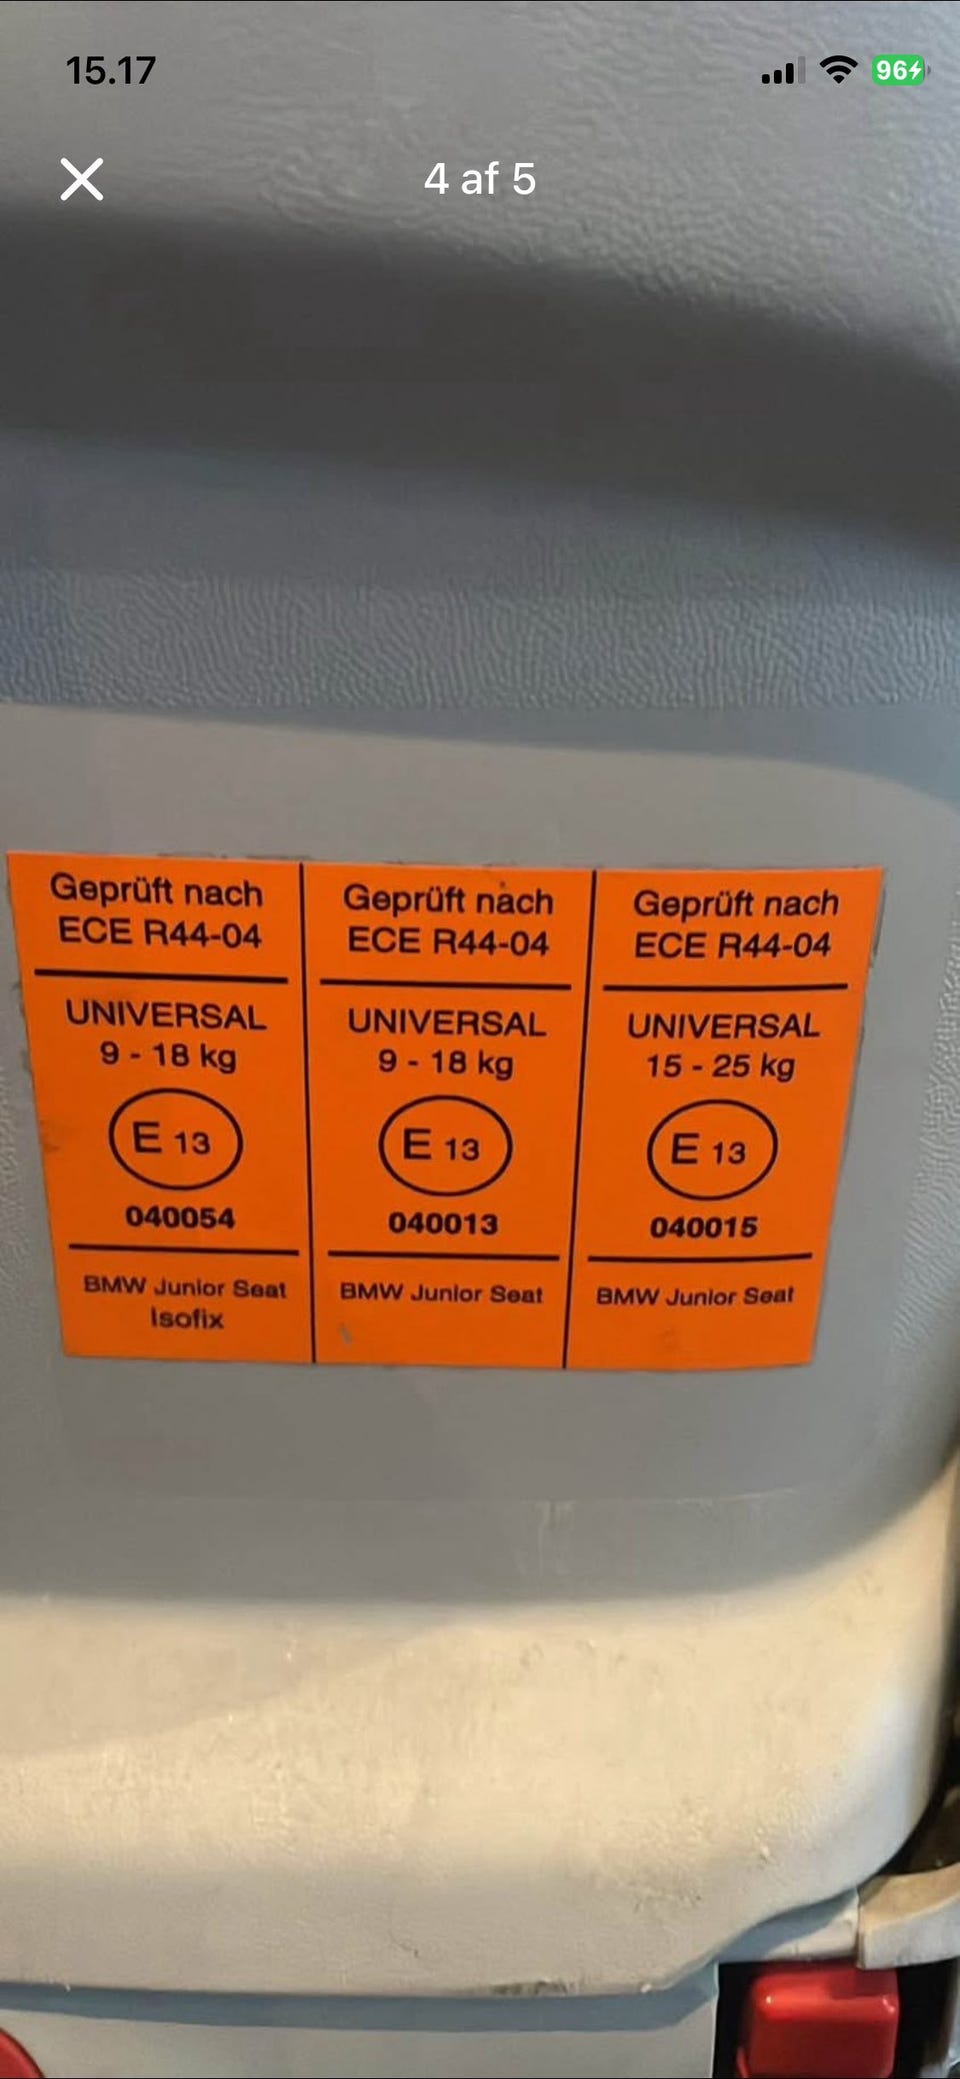 15.17
96
4 af 5
Geprüft nach
ECE R44-04
UNIVERSAL
9 - 18 kg
E 13
040054
BMW Junior Seat
Isofix
Geprüft nach
ECE R44-04
UNIVERSAL
9 - 18 kg
E 13
040013
BMW Junior Seat
Geprüft nach
ECE R44-04
UNIVERSAL
15 - 25 kg
E 13
040015
BMW Junior Seat